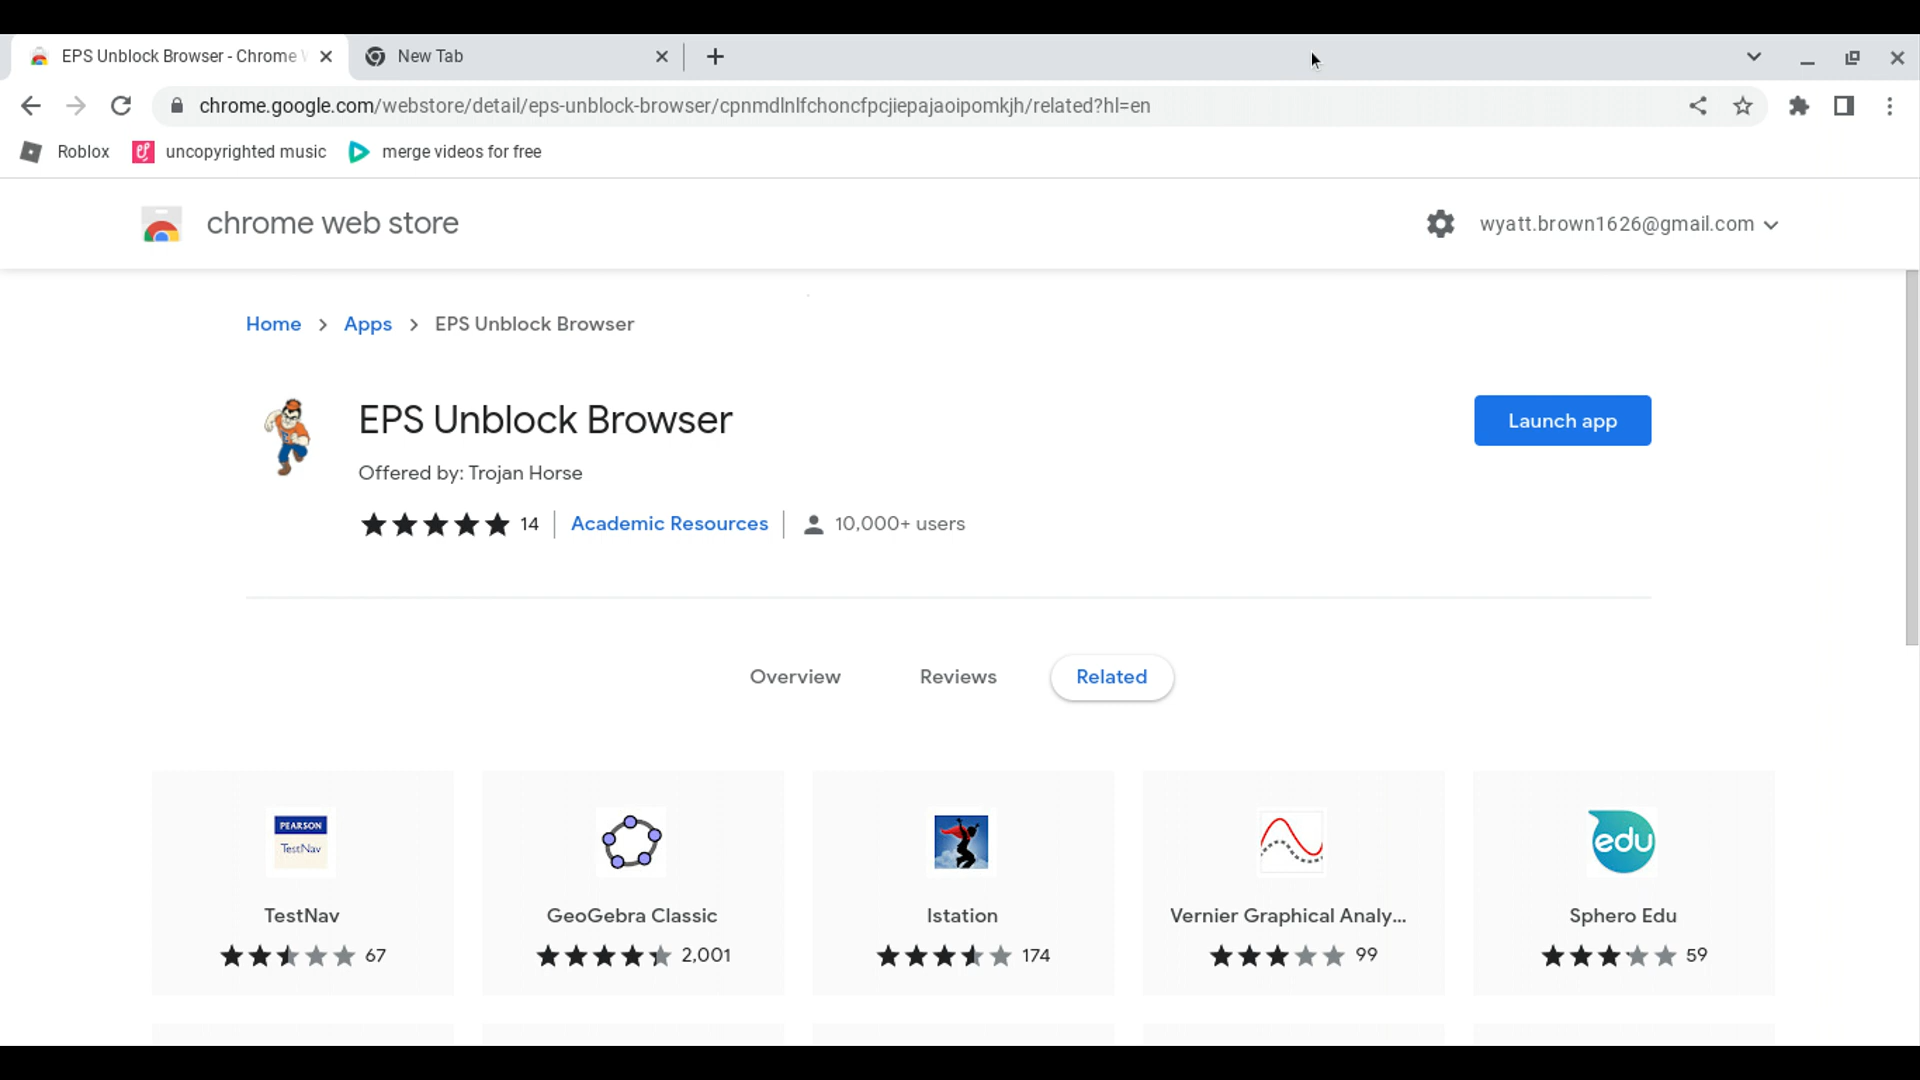 EPS Unblock Browser - Chrome W
New Tab
chrome.google.com/webstore/detail/eps-unblock-browser/cpnmdlnlfchoncfpcjiepajaoipomkjh/related?hl=en
Roblox
uncopyrighted music
merge videos for free
chrome web store
wyatt.brown1626@gmail.com
Home > Apps > EPS Unblock Browser
EPS Unblock Browser
Launch app
Offered by: Trojan Horse
14
Academic Resources
10,000+ users
Overview
Reviews
Related
PEARSON
TestNav
edu
TestNav
GeoGebra Classic
Istation
Vernier Graphical Analy...
Sphero Edu
67
2,001
174
99
59